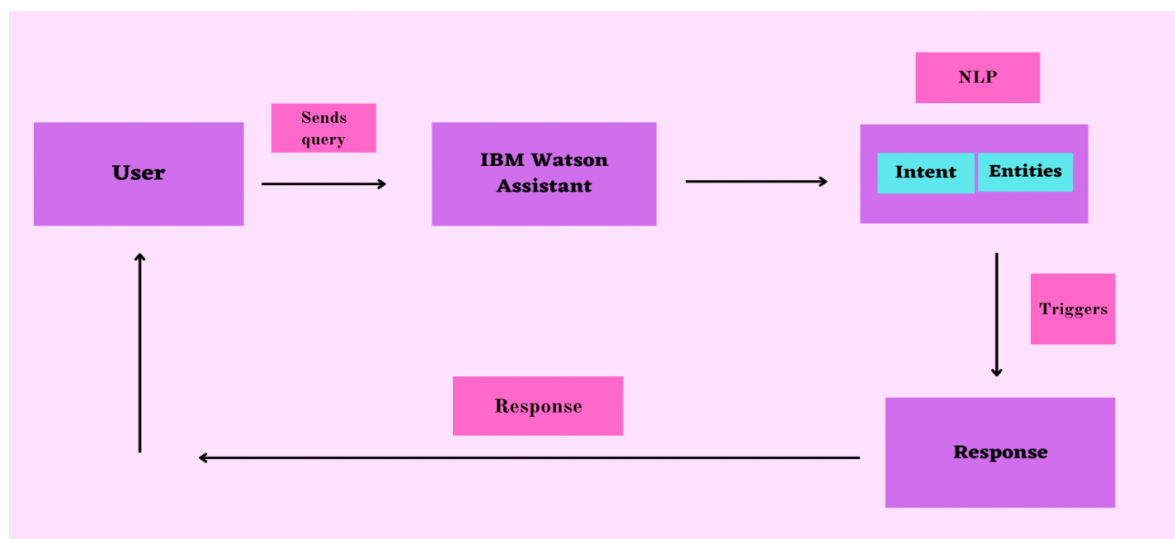 NLP
Sends
query
User
IBM Watson
Assistant
Intent
Entities
Triggers
Response
Response